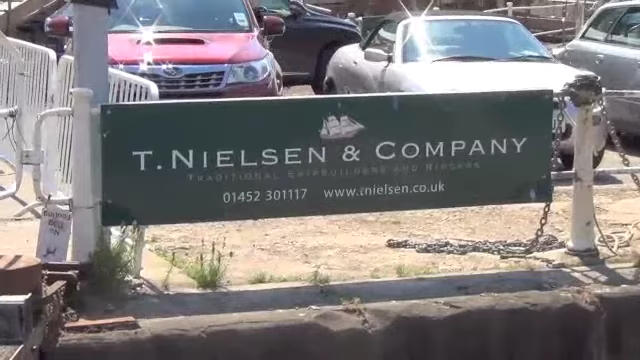 T. NIELSEN & COMPANY
TRADITIONAL SHIPBUILDERS AND RIGGERS
01452 301117 www.tnielsen.co.uk